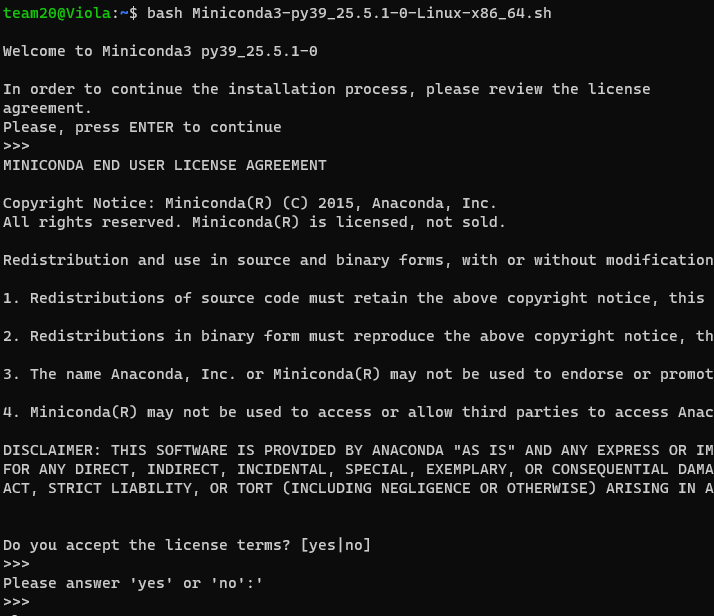 team20@Viola:~$ bash Miniconda3-py39_25.5.1-0-Linux-x86_64.sh
Welcome to Miniconda3 py39_25.5.1-0
In order to continue the installation process, please review the license
agreement.
Please, press ENTER to continue
>>>
MINICONDA END USER LICENSE AGREEMENT
Copyright Notice: Miniconda(R) (C) 2015, Anaconda, Inc.
All rights reserved. Miniconda(R) is licensed, not sold.
Redistribution and use in source and binary forms, with or without modification
1. Redistributions of source code must retain the above copyright notice, this
2. Redistributions in binary form must reproduce the above copyright notice, th
3. The name Anaconda, Inc. or Miniconda(R) may not be used to endorse or promot
4. Miniconda(R) may not be used to access or allow third parties to access Anac
DISCLAIMER: THIS SOFTWARE IS PROVIDED BY ANACONDA "AS IS" AND ANY EXPRESS OR IM
FOR ANY DIRECT, INDIRECT, INCIDENTAL, SPECIAL, EXEMPLARY, OR CONSEQUENTIAL DAMA
ACT, STRICT LIABILITY, OR TORT (INCLUDING NEGLIGENCE OR OTHERWISE) ARISING IN A
Do you accept the license terms? [yes|no]
>>>
Please answer 'yes' or 'no':'
>>>